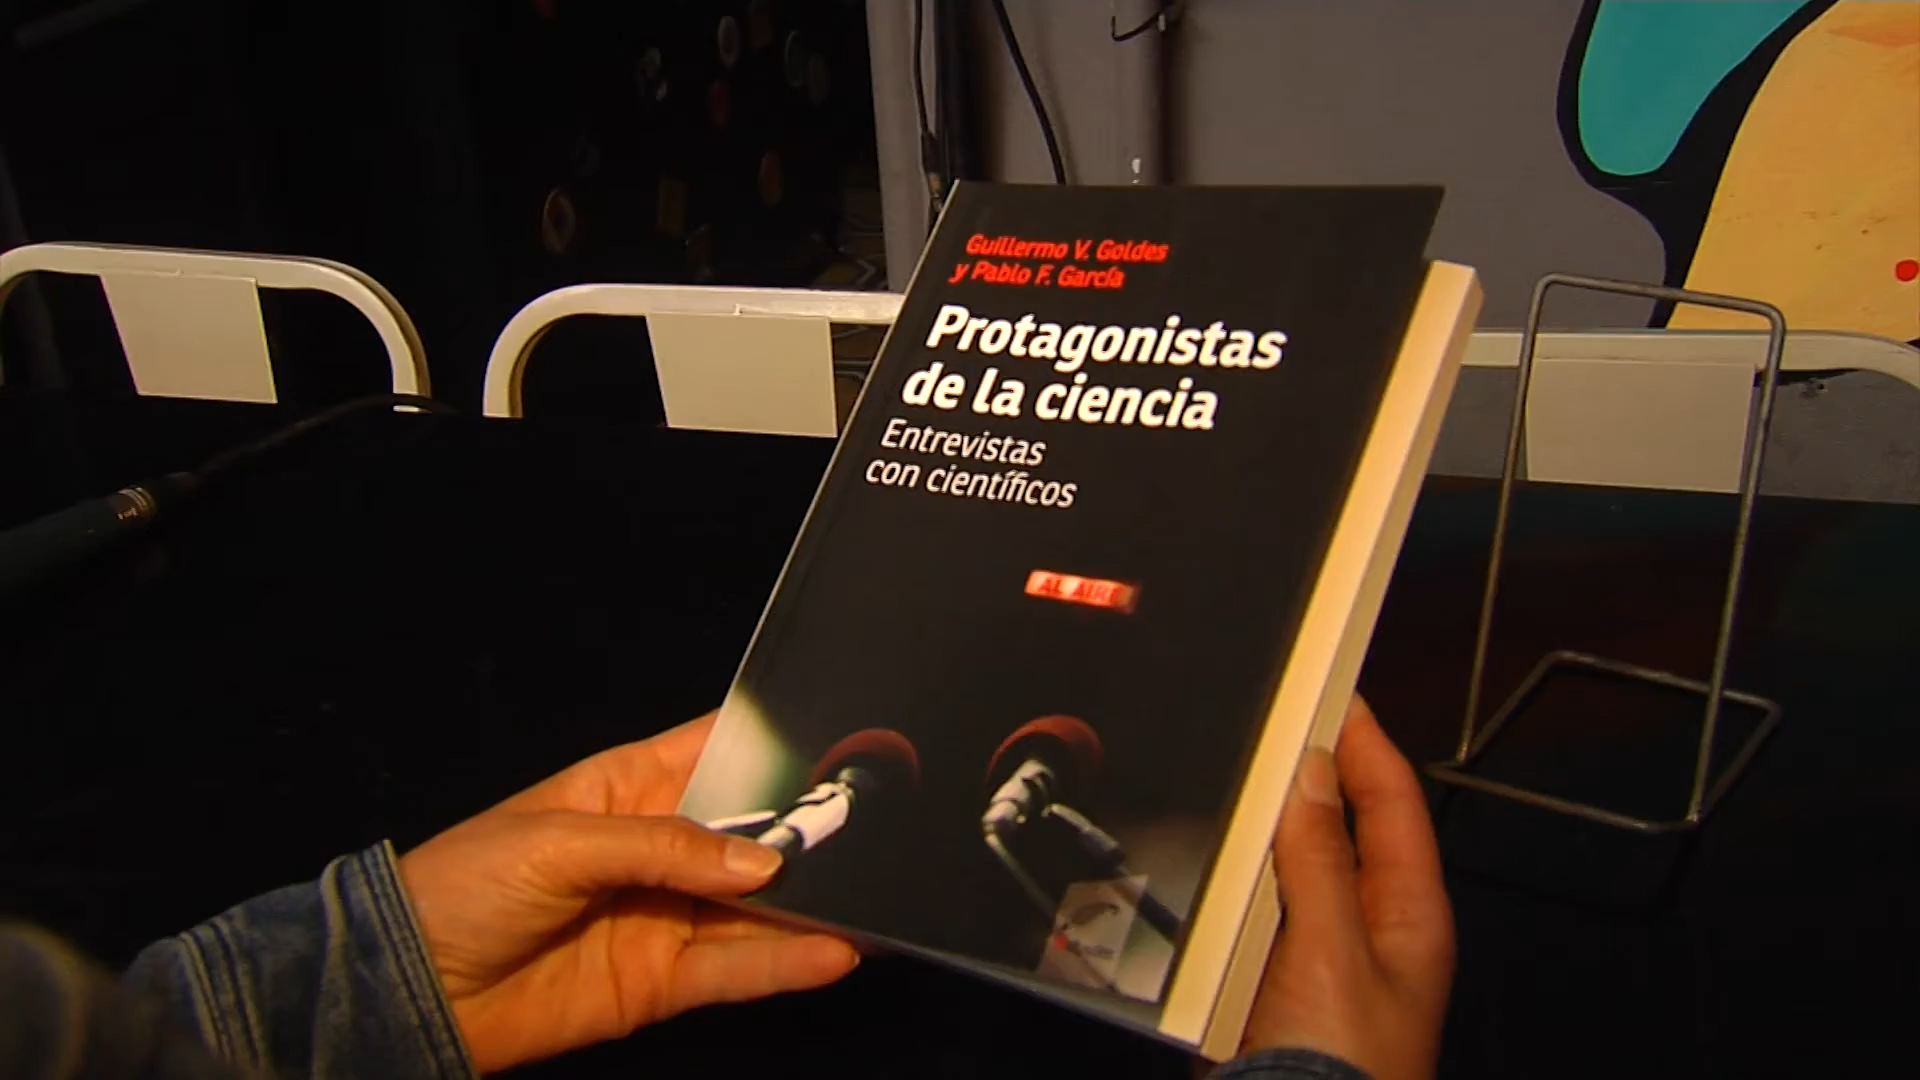 Guillermo V. Goldes
y Pablo F. García
Protagonistas
de la ciencia
Entrevistas
con científicos
AL AIRE